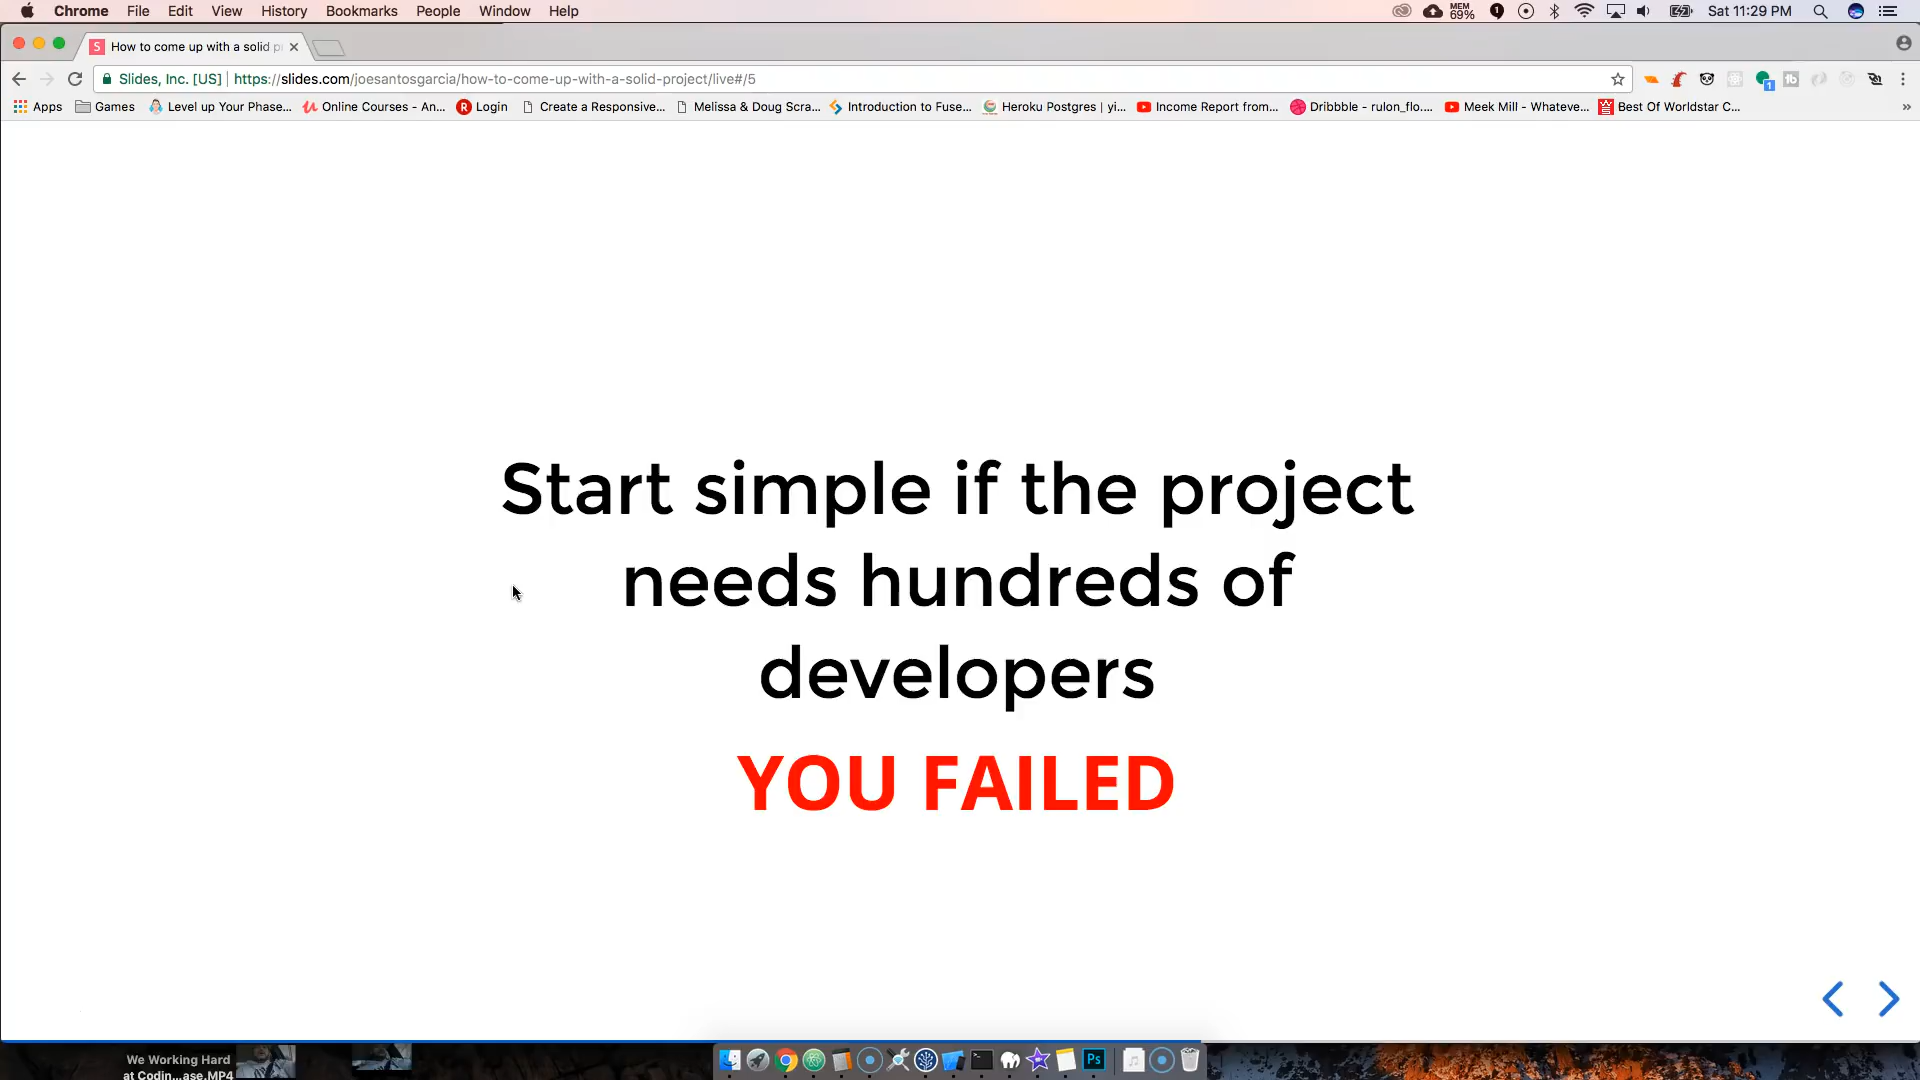 Chrome File Edit View History Bookmarks People Window Help MEM 69% Sat 11:29 PM
S How to come up with a solid p
Slides, Inc. [US] https://slides.com/joesantosgarcia/how-to-come-up-with-a-solid-project/live#/5
Apps Games Level up Your Phase... Online Courses - An... Login Create a Responsive... Melissa & Doug Scra... Introduction to Fuse... Heroku Postgres | yi... Income Report from... Dribbble - rulon_flo.... Meek Mill - Whateve... Best Of Worldstar C... »
Start simple if the project
needs hundreds of
developers
YOU FAILED
We Working Hard
at Codin...ase.MP4
Ps